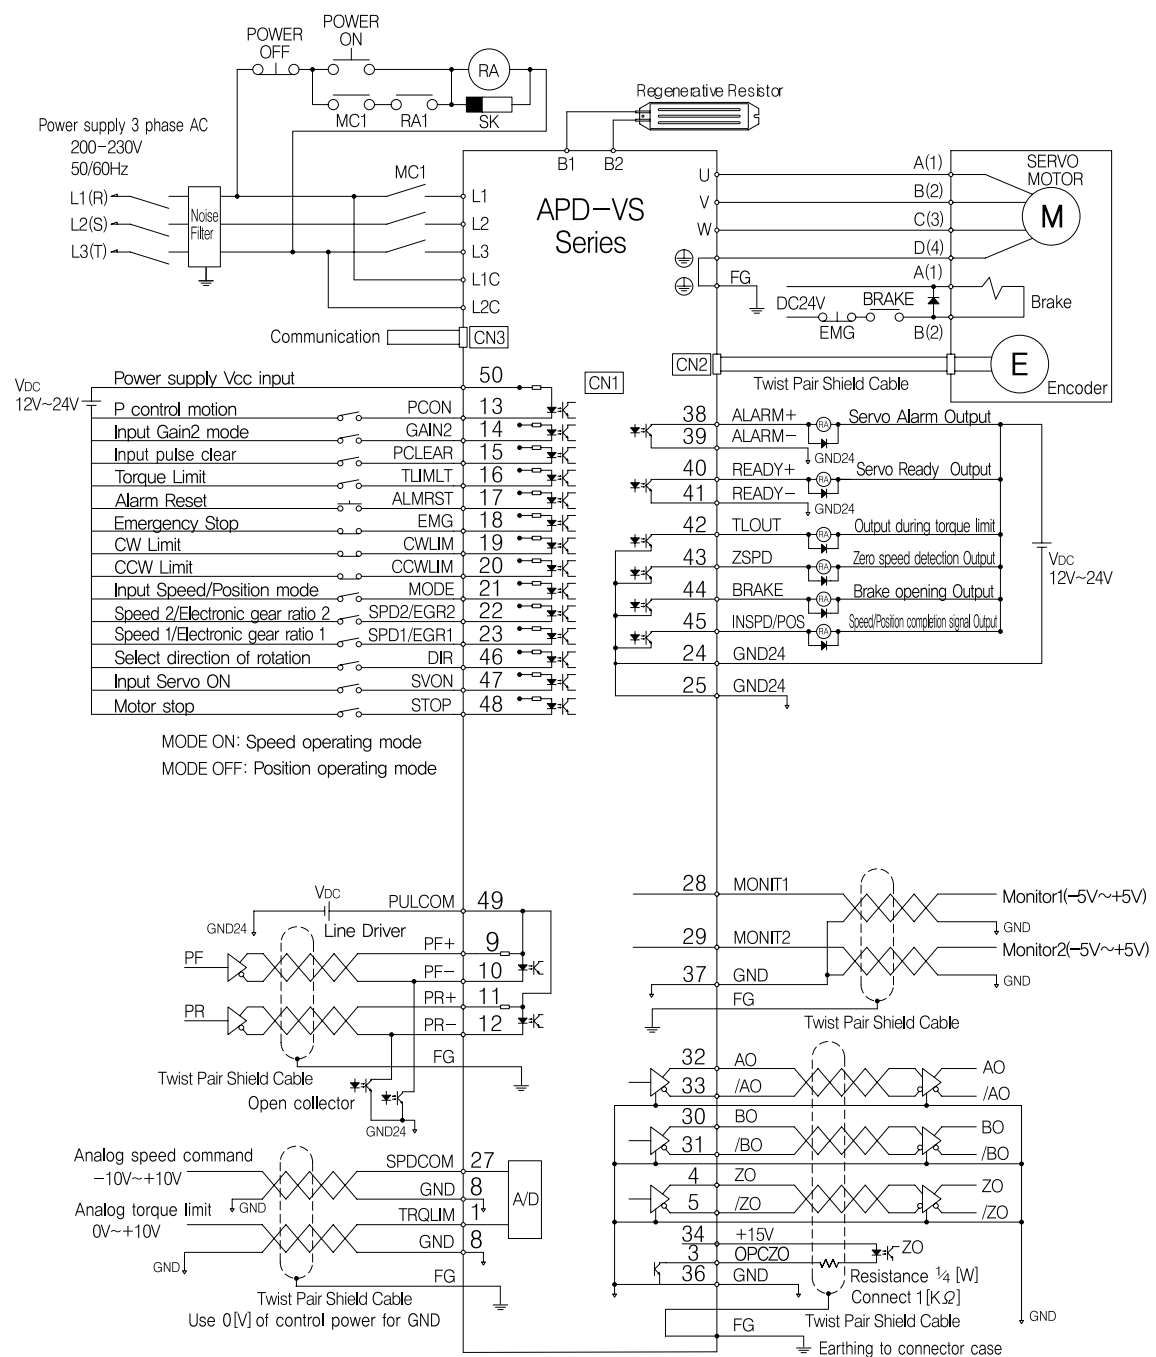 POWER OFF
POWER ON
RA
MC1
RA1
SK
Regenerative Resistor
Power supply 3 phase AC
200-230V
50/60Hz
B1
B2
MC1
L1(R)
L2(S)
L3(T)
Noise Filter
L1
L2
L3
L1C
L2C
APD-VS
Series
U
V
W
FG
A(1)
B(2)
C(3)
D(4)
A(1)
B(2)
SERVO
MOTOR
M
DC24V
EMG
BRAKE
Brake
Communication
CN3
CN2
Twist Pair Shield Cable
E
Encoder
CN1
VDC
12V~24V
Power supply Vcc input 50
P control motion PCON 13
Input Gain2 mode GAIN2 14
Input pulse clear PCLEAR 15
Torque Limit TLIMLT 16
Alarm Reset ALMRST 17
Emergency Stop EMG 18
CW Limit CWLIM 19
CCW Limit CCWLIM 20
Input Speed/Position mode MODE 21
Speed 2/Electronic gear ratio 2 SPD2/EGR2 22
Speed 1/Electronic gear ratio 1 SPD1/EGR1 23
Select direction of rotation DIR 46
Input Servo ON SVON 47
Motor stop STOP 48
MODE ON: Speed operating mode
MODE OFF: Position operating mode
38 ALARM+ RA Servo Alarm Output
39 ALARM- GND24
40 READY+ RA Servo Ready Output
41 READY- GND24
42 TLOUT RA Output during torque limit
43 ZSPD RA Zero speed detection Output
44 BRAKE RA Brake opening Output
45 INSPD/POS RA Speed/Position completion signal Output
24 GND24
25 GND24
VDC
12V~24V
VDC
PULCOM 49
GND24
Line Driver
PF
PF+ 9
PF- 10
PR
PR+ 11
PR- 12
FG
Twist Pair Shield Cable
Open collector
GND24
Analog speed command
-10V~+10V
SPDCOM 27
GND
GND 8
Analog torque limit
0V~+10V
TRQLIM 1
GND
GND 8
A/D
FG
Twist Pair Shield Cable
Use 0[V] of control power for GND
28 MONIT1 Monitor1(-5V~+5V)
GND
29 MONIT2 Monitor2(-5V~+5V)
37 GND GND
FG
Twist Pair Shield Cable
32 AO AO
33 /AO /AO
30 BO BO
31 /BO /BO
4 ZO ZO
5 /ZO /ZO
34 +15V
3 OPCZO ZO
36 GND
Resistance 1/4 [W]
Connect 1[KΩ]
Twist Pair Shield Cable
GND
FG
Earthing to connector case